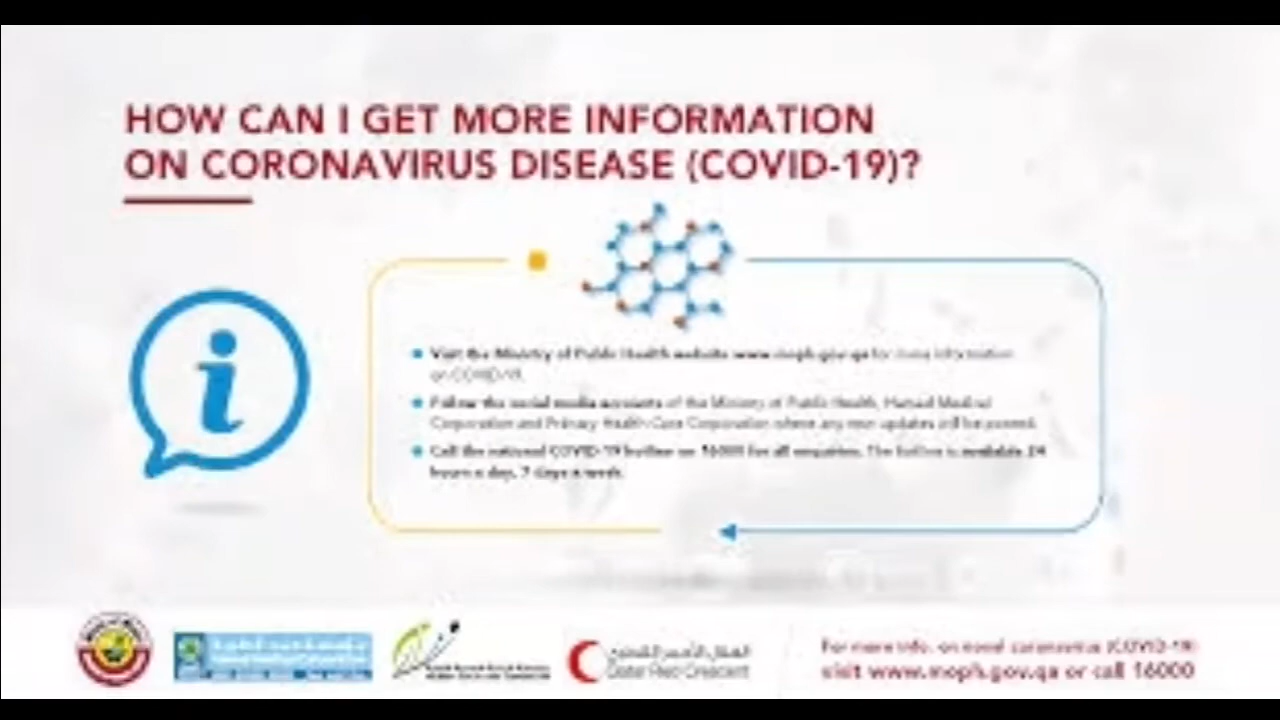 HOW CAN I GET MORE INFORMATION
ON CORONAVIRUS DISEASE (COVID-19)?
Visit the Ministry of Public Health website www.moph.gov.qa for more information
on COVID-19.
Follow the social media accounts of the Ministry of Public Health, Hamad Medical
Corporation and Primary Health Care Corporation where any new updates will be posted.
Call the national COVID-19 hotline on 16000 for all enquiries. The hotline is available 24
hours a day, 7 days a week.
الهلال الأحمر القطري
Qatar Red Crescent
For more info. on novel coronavirus (COVID-19)
visit www.moph.gov.qa or call 16000